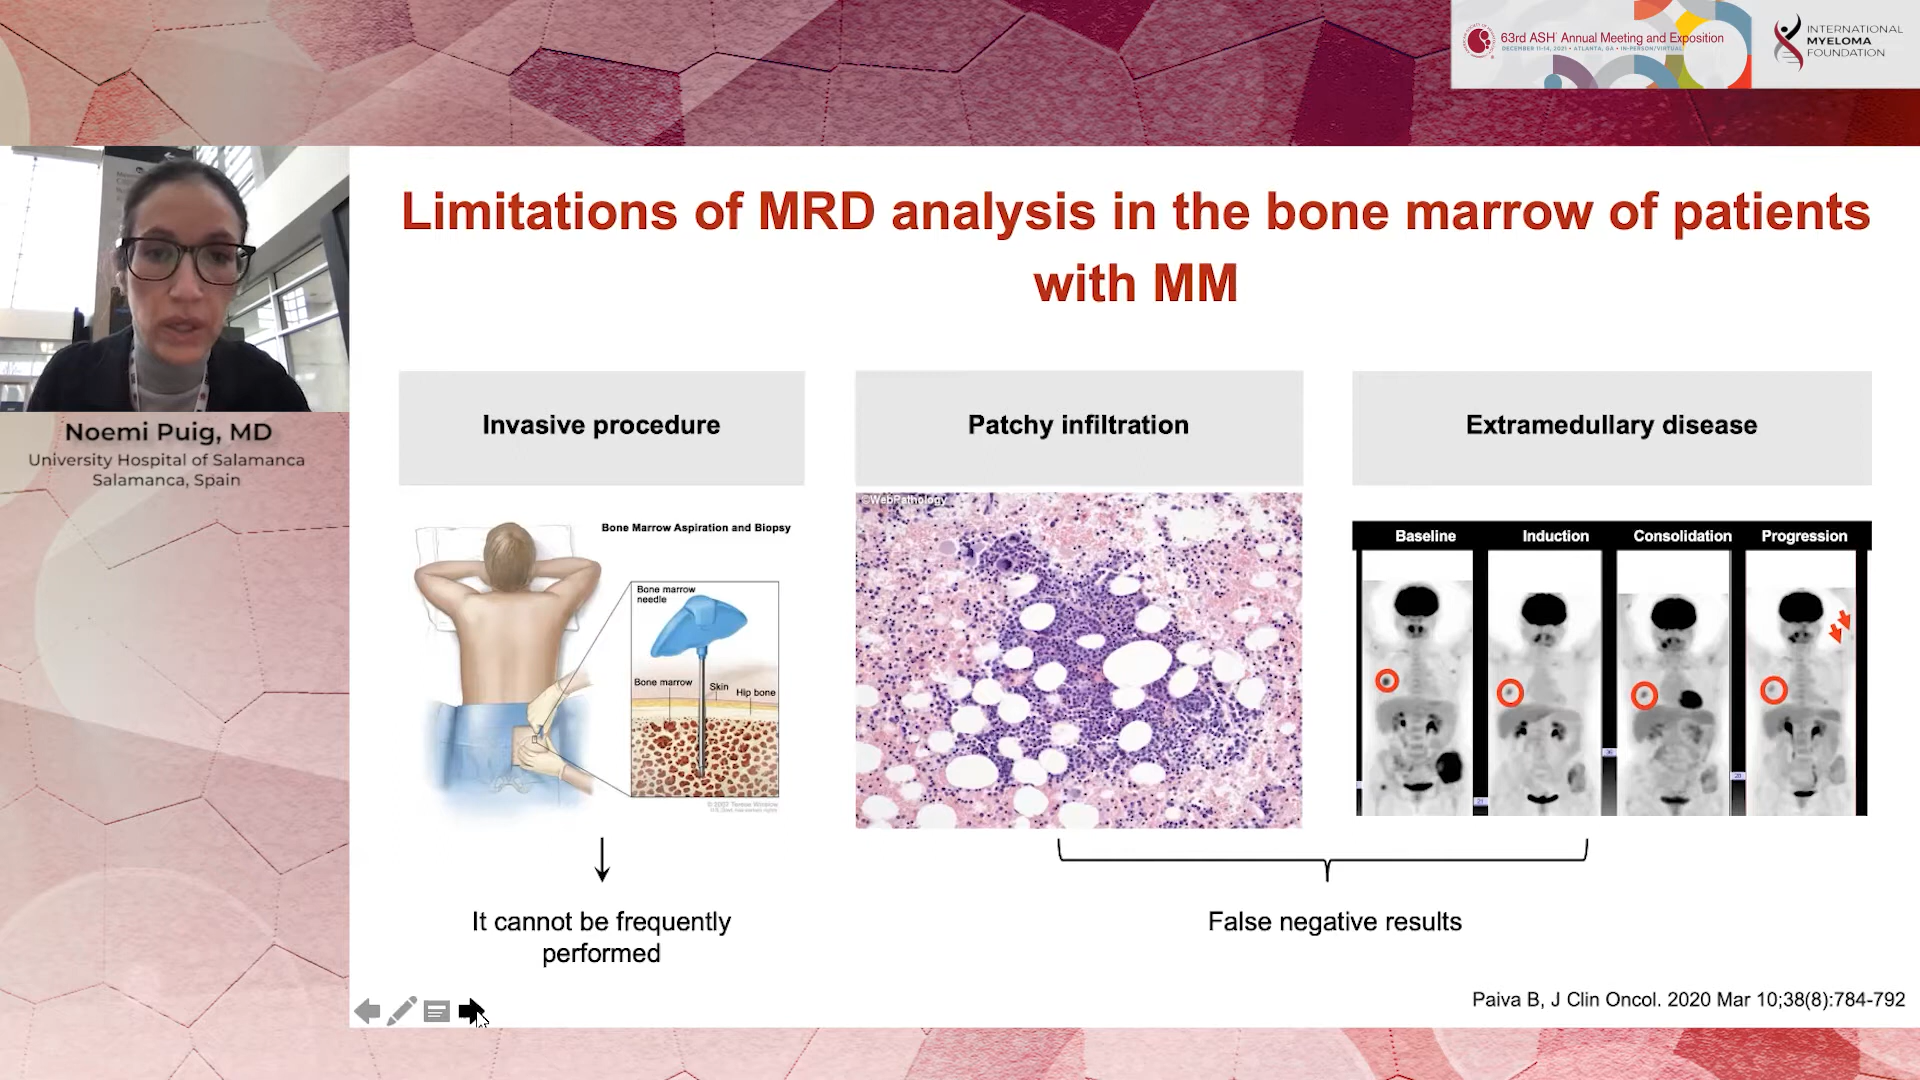 63rd ASH® Annual Meeting and Exposition
DECEMBER 11-14, 2021 • ATLANTA, GA • IN-PERSON/VIRTUAL
INTERNATIONAL
MYELOMA
FOUNDATION
Limitations of MRD analysis in the bone marrow of patients
with MM
Noemi Puig, MD
University Hospital of Salamanca
Salamanca, Spain
Invasive procedure
Patchy infiltration
Extramedullary disease
Bone Marrow Aspiration and Biopsy
Bone marrow
needle
Bone marrow
Skin
Hip bone
© 2007 Terese Winslow
©WebPathology
Baseline
Induction
Consolidation
Progression
It cannot be frequently
performed
False negative results
Paiva B, J Clin Oncol. 2020 Mar 10;38(8):784-792